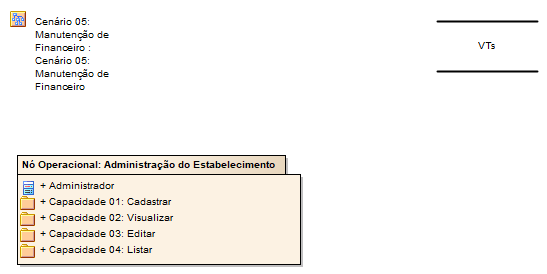 Cenário 05:
Manutenção de
Financeiro :
Cenário 05:
Manutenção de
Financeiro
VTs
Nó Operacional: Administração do Estabelecimento
+ Administrador
+ Capacidade 01: Cadastrar
+ Capacidade 02: Visualizar
+ Capacidade 03: Editar
+ Capacidade 04: Listar